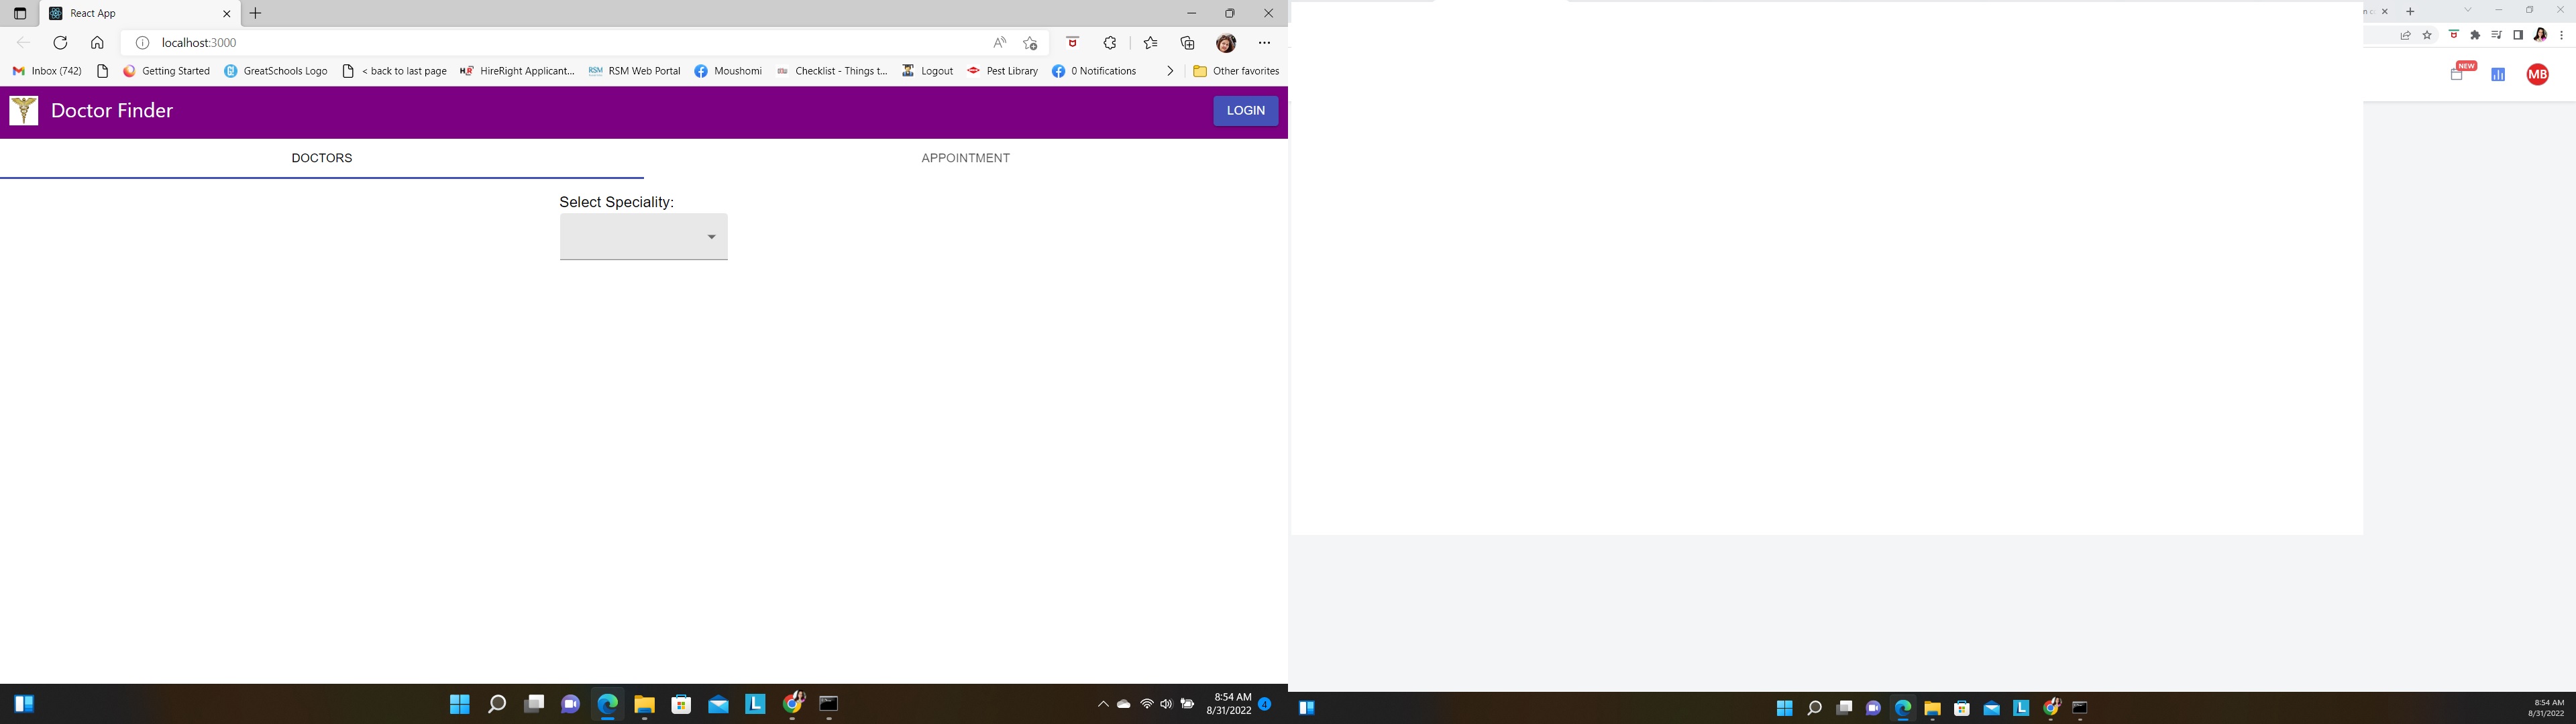 React App
localhost:3000
Inbox (742) Getting Started GreatSchools Logo < back to last page HireRight Applicant... RSM Web Portal Moushomi Checklist - Things t... Logout Pest Library 0 Notifications Other favorites
NEW
MB
Doctor Finder
LOGIN
DOCTORS APPOINTMENT
Select Speciality:
8:54 AM
8/31/2022
4
8:54 AM
8/31/2022